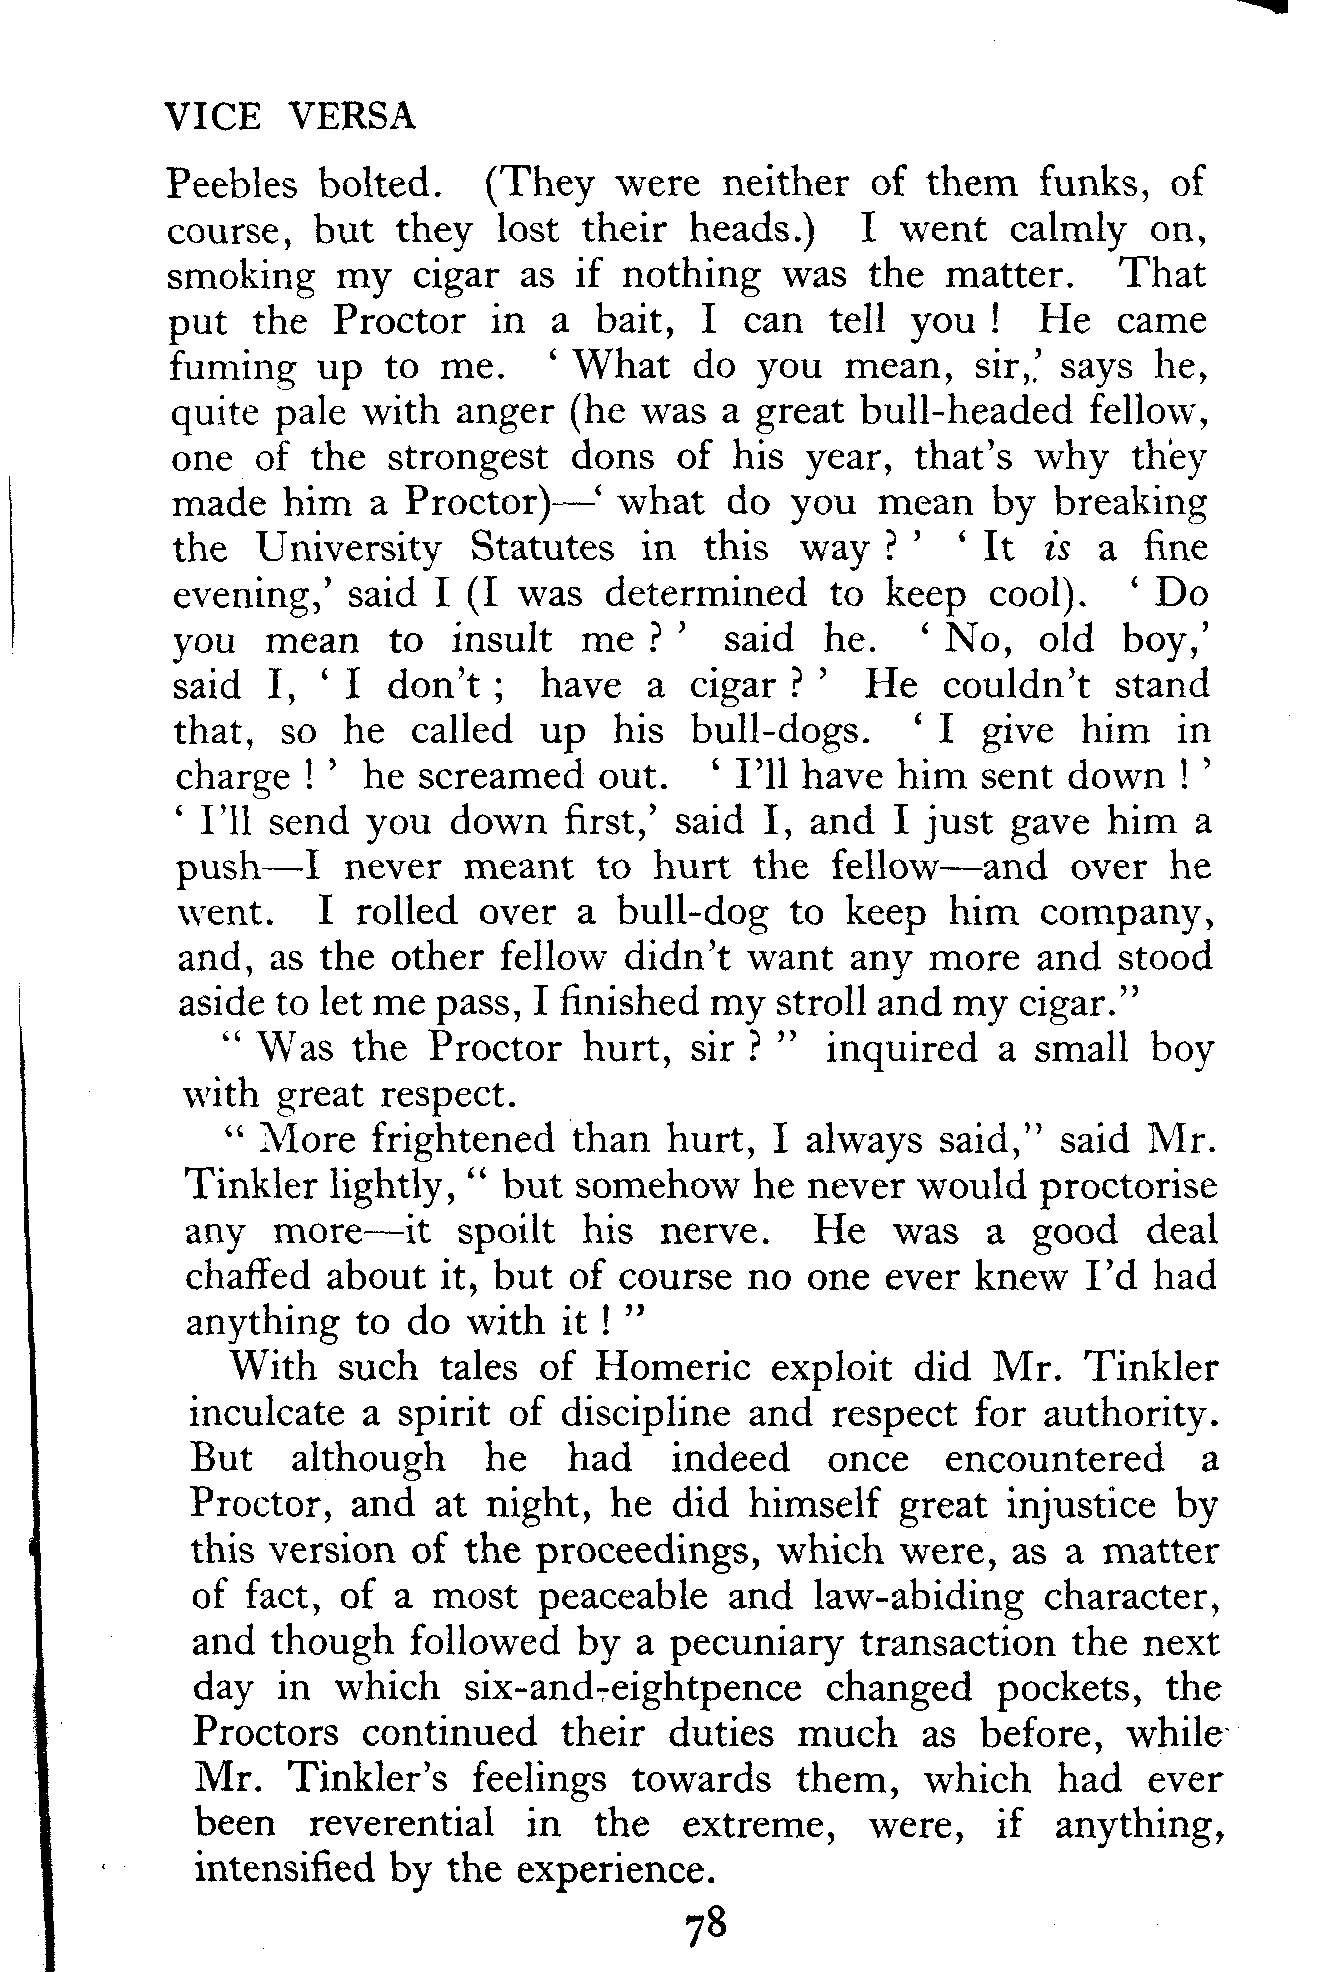 VICE VERSA
Peebles bolted. (They were neither of them funks, of
course, but they lost their heads.) I went calmly on,
smoking my cigar as if nothing was the matter. That
put the Proctor in a bait, I can tell you ! He came
fuming up to me. ‘ What do you mean, sir,’ says he,
quite pale with anger (he was a great bull-headed fellow,
one of the strongest dons of his year, that’s why they
made him a Proctor)—‘ what do you mean by breaking
the University Statutes in this way ? ’ ‘ It is a fine
evening,’ said I (I was determined to keep cool). ‘ Do
you mean to insult me ? ’ said he. ‘ No, old boy,’
said I, ‘ I don’t ; have a cigar ? ’ He couldn’t stand
that, so he called up his bull-dogs. ‘ I give him in
charge ! ’ he screamed out. ‘ I’ll have him sent down ! ’
‘ I’ll send you down first,’ said I, and I just gave him a
push—I never meant to hurt the fellow—and over he
went. I rolled over a bull-dog to keep him company,
and, as the other fellow didn’t want any more and stood
aside to let me pass, I finished my stroll and my cigar.”
“ Was the Proctor hurt, sir ? ” inquired a small boy
with great respect.
“ More frightened than hurt, I always said,” said Mr.
Tinkler lightly, “ but somehow he never would proctorise
any more—it spoilt his nerve. He was a good deal
chaffed about it, but of course no one ever knew I’d had
anything to do with it ! ”
With such tales of Homeric exploit did Mr. Tinkler
inculcate a spirit of discipline and respect for authority.
But although he had indeed once encountered a
Proctor, and at night, he did himself great injustice by
this version of the proceedings, which were, as a matter
of fact, of a most peaceable and law-abiding character,
and though followed by a pecuniary transaction the next
day in which six-and-eightpence changed pockets, the
Proctors continued their duties much as before, while
Mr. Tinkler’s feelings towards them, which had ever
been reverential in the extreme, were, if anything,
intensified by the experience.
78